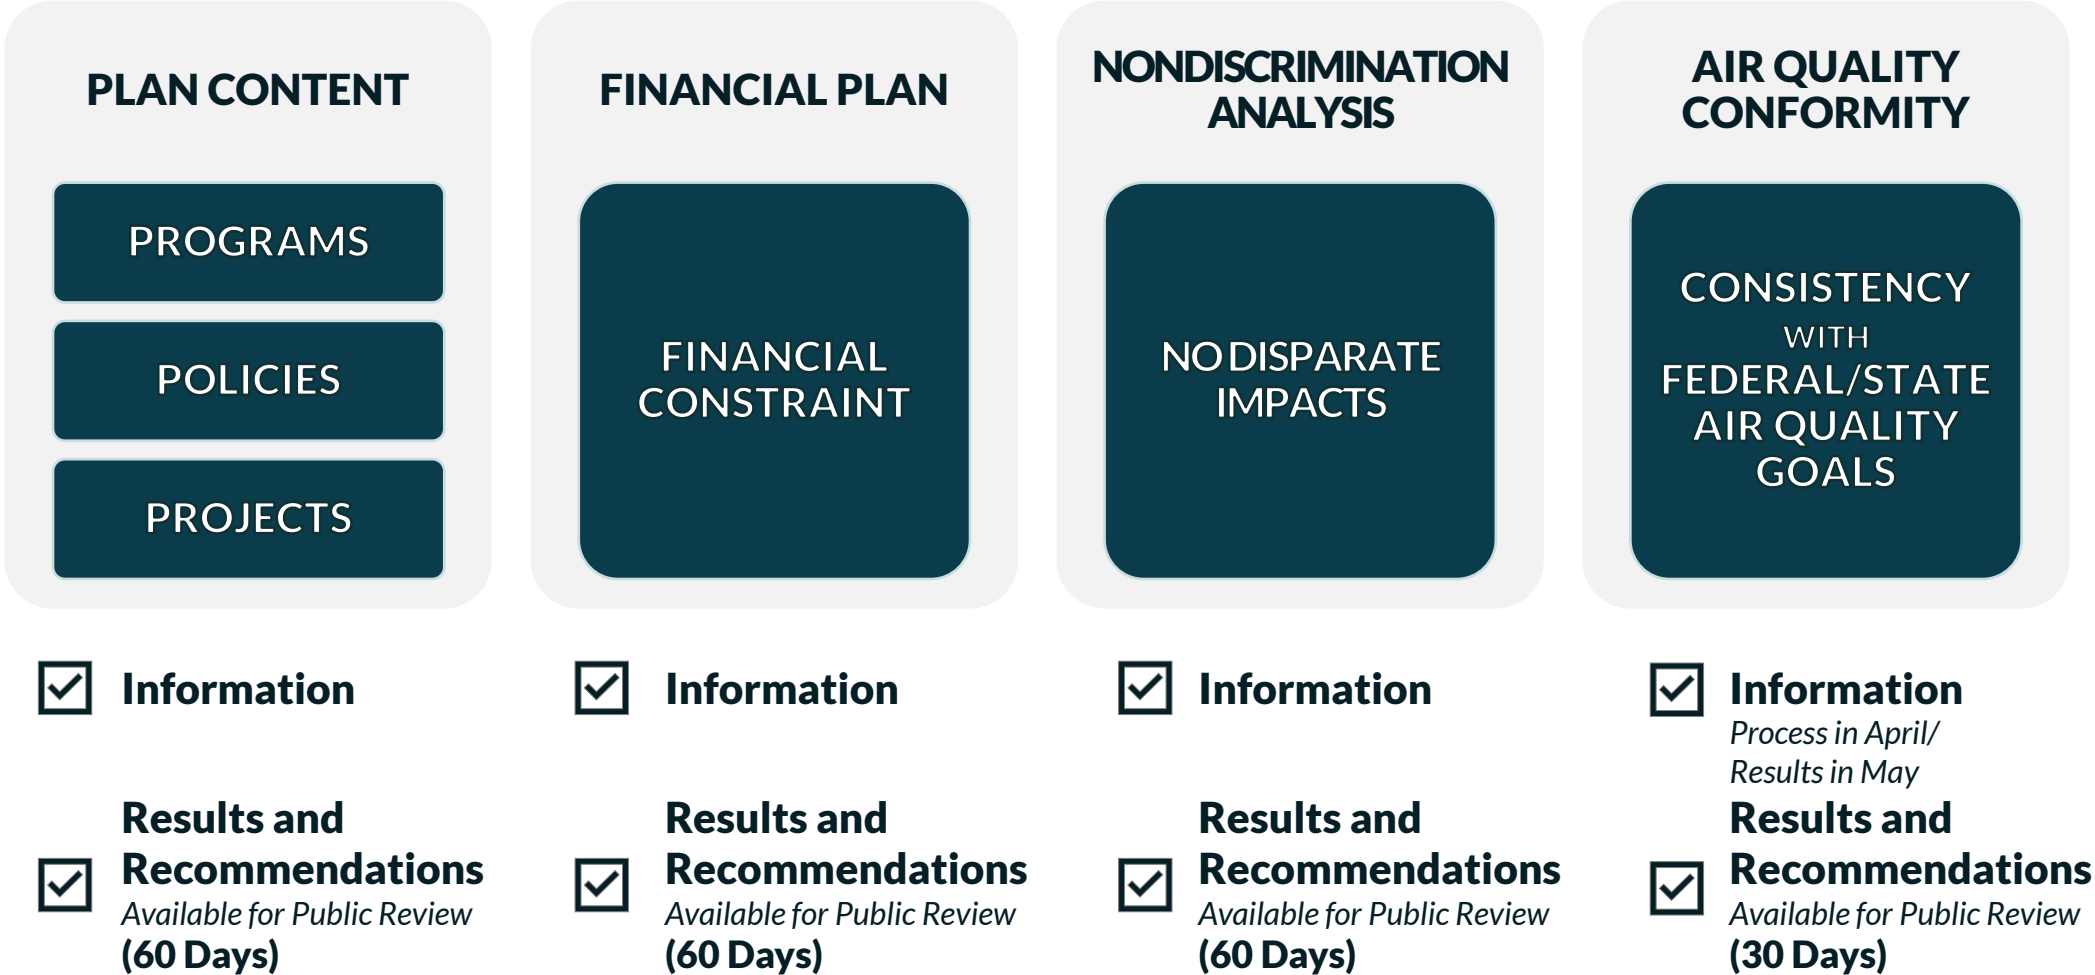 PLAN CONTENT
PROGRAMS
POLICIES
PROJECTS
Information
Results and
Recommendations
Available for Public Review
(60 Days)
FINANCIAL PLAN
FINANCIAL
CONSTRAINT
Information
Results and
Recommendations
Available for Public Review
(60 Days)
NONDISCRIMINATION
ANALYSIS
NO DISPARATE
IMPACTS
Information
Results and
Recommendations
Available for Public Review
(60 Days)
AIR QUALITY
CONFORMITY
CONSISTENCY
WITH
FEDERAL/STATE
AIR QUALITY
GOALS
Information
Process in April/
Results in May
Results and
Recommendations
Available for Public Review
(30 Days)